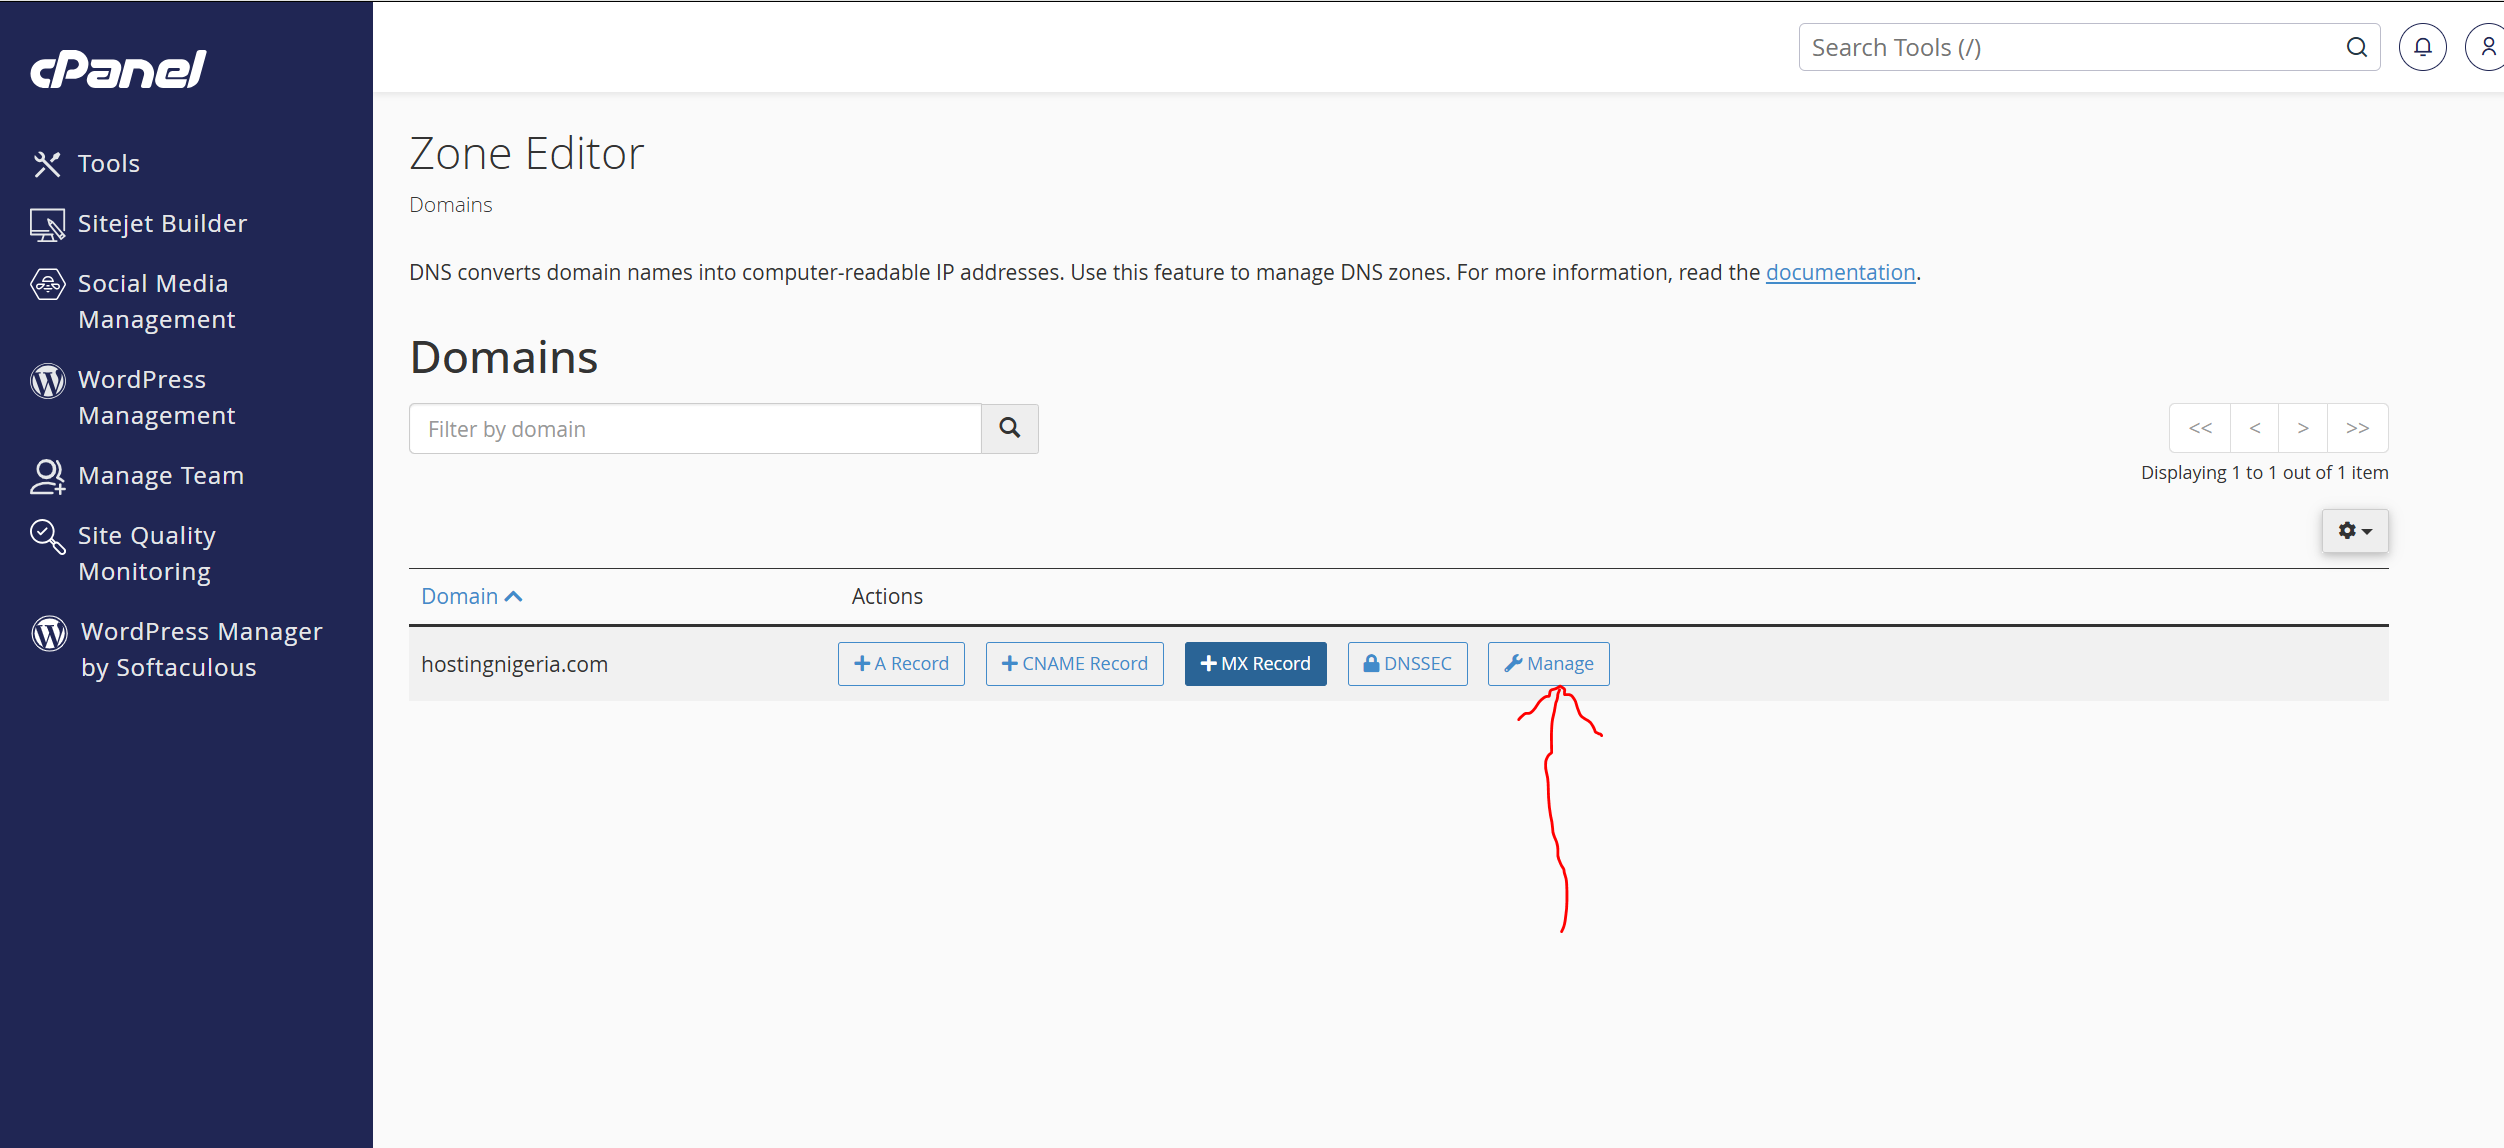 cPanel
Search Tools (/)
Tools
Sitejet Builder
Social Media
Management
WordPress
Management
Manage Team
Site Quality
Monitoring
WordPress Manager
by Softaculous
Zone Editor
Domains
DNS converts domain names into computer-readable IP addresses. Use this feature to manage DNS zones. For more information, read the documentation.
Domains
Filter by domain
<< < > >>
Displaying 1 to 1 out of 1 item
Domain Actions
hostingnigeria.com A Record CNAME Record MX Record DNSSEC Manage